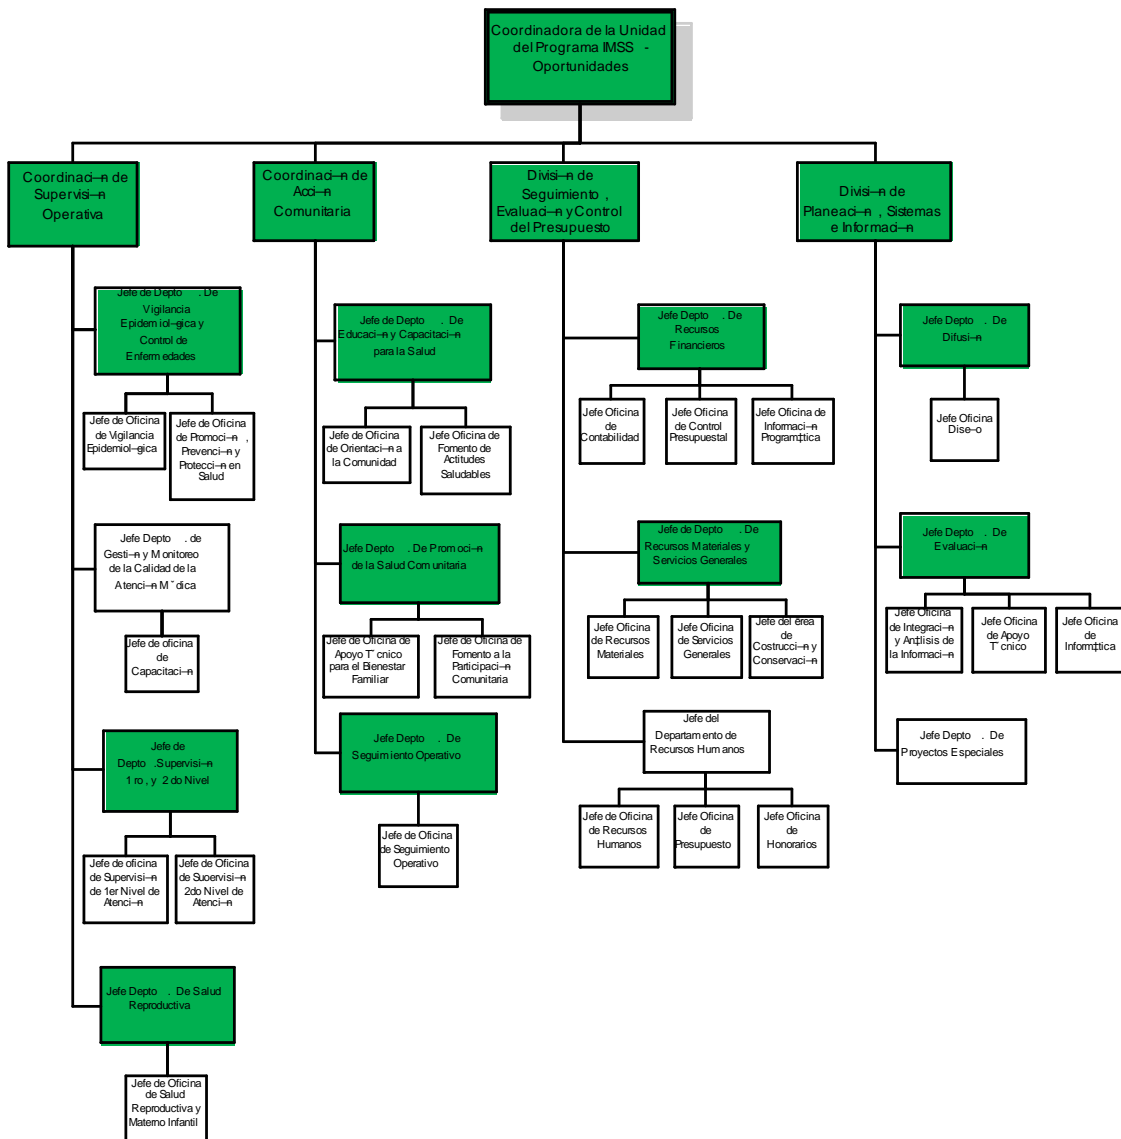 Coordinadora de la Unidad
del Programa IMSS -
Oportunidades
Coordinaci–n de
Supervisi–n
Operativa
Coordinaci–n de
Acci–n
Comunitaria
Divisi–n de
Seguimiento ,
Evaluaci–n y Control
del Presupuesto
Divisi–n de
Planeaci–n , Sistemas
e Informaci–n
Jefe de Depto . De
Vigilancia
Epidemiol–gica y
Control de
Enfermedades
Jefe de Oficina
de Vigilancia
Epidemiol–gica
Jefe de Oficina
de Promoci–n ,
Prevenci–n y
Protecci–n en
Salud
Jefe Depto . de
Gesti–n y Monitoreo
de la Calidad de la
Atenci–n M˘dica
Jefe de oficina
de
Capacitaci–n
Jefe de
Depto .Supervisi–n
1 ro , y 2 do Nivel
Jefe de oficina
de Supervisi–n
de 1er Nivel de
Atenci–n
Jefe de Oficina
de Suoervisi–n
2do Nivel de
Atenci–n
Jefe Depto . De Salud
Reproductiva
Jefe de Oficina
de Salud
Reproductiva y
Materno Infantil
Jefe de Depto . De
Educaci–n y Capacitaci–n
para la Salud
Jefe de Oficina
de Orientaci–n a
la Comunidad
Jefe de Oficina de
Fomento de
Actitudes
Saludables
Jefe Depto . De Promoci–n
de la Salud Comunitaria
Jefe de Oficina de
Apoyo T˘cnico
para el Bienestar
Familiar
Jefe de Oficina de
Fomento a la
Participaci–n
Comunitaria
Jefe Depto . De
Seguimiento Operativo
Jefe de Oficina
de Seguimiento
Operativo
Jefe Depto . De
Recursos
Financieros
Jefe Oficina
de
Contabilidad
Jefe Oficina
de Control
Presupuestal
Jefe Oficina de
Informaci–n
Program‡tica
Jefe de Depto . De
Recursos Materiales y
Servicios Generales
Jefe Oficina
de Recursos
Materiales
Jefe Oficina
de Servicios
Generales
Jefe del êrea
de
Costrucci–n y
Conservaci–n
Jefe del
Departamento de
Recursos Humanos
Jefe de Oficina
de Recursos
Humanos
Jefe Oficina
de
Presupuesto
Jefe Oficina
de
Honorarios
Jefe Depto . De
Difusi–n
Jefe Oficina
Dise–o
Jefe Depto . De
Evaluaci–n
Jefe Oficina
de Integraci–n
y An‡lisis de
la Informaci–n
Jefe Oficina
de Apoyo
T˘cnico
Jefe Oficina
de
Inform‡tica
Jefe Depto . De
Proyectos Especiales